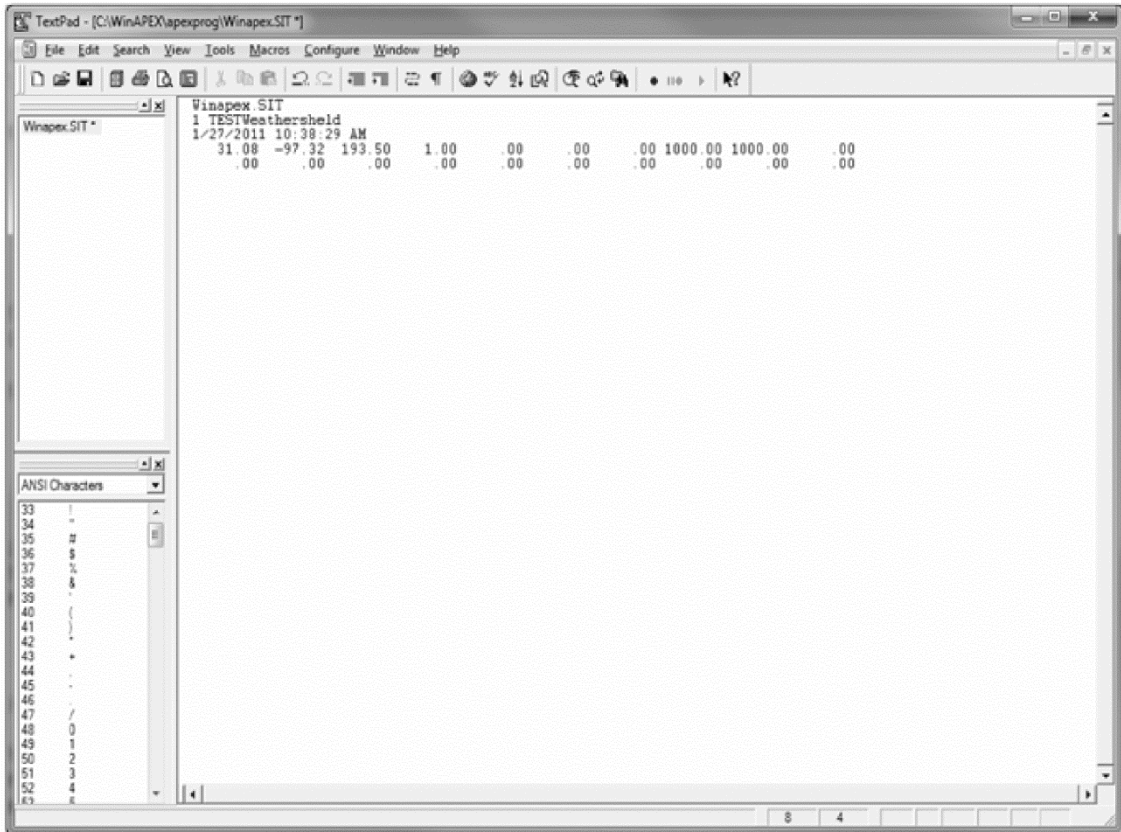 TextPad - [C:\WinAPEX\apexprog\Winapex.SIT *]
File Edit Search View Tools Macros Configure Window Help
Winapex.SIT *
Winapex.SIT
1 TESTWeathersheld
1/27/2011 10:38:29 AM
31.08 -97.32 193.50 1.00 .00 .00 .00 1000.00 1000.00 .00
.00 .00 .00 .00 .00 .00 .00 .00 .00 .00
ANSI Characters
33 !
34 "
35 #
36 $
37 %
38 &
39 '
40 (
41 )
42 *
43 +
44 ,
45 -
46 .
47 /
48 0
49 1
50 2
51 3
52 4
53 5
8 4